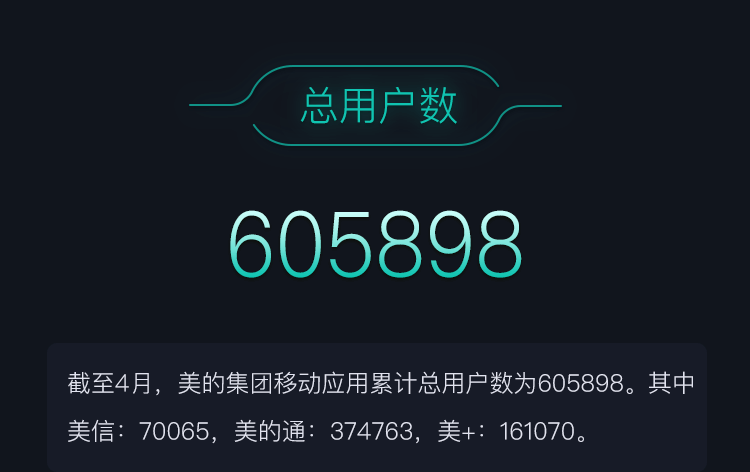 总用户数
605898
截至4月，美的集团移动应用累计总用户数为605898。其中
美信：70065，美的通：374763，美+：161070。